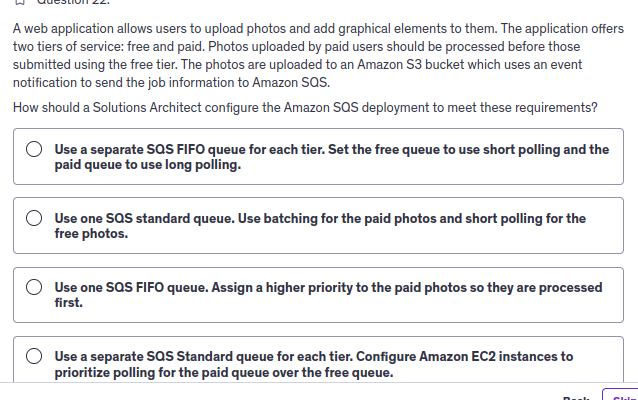 Question 22:
A web application allows users to upload photos and add graphical elements to them. The application offers
two tiers of service: free and paid. Photos uploaded by paid users should be processed before those
submitted using the free tier. The photos are uploaded to an Amazon S3 bucket which uses an event
notification to send the job information to Amazon SQS.
How should a Solutions Architect configure the Amazon SQS deployment to meet these requirements?
Use a separate SQS FIFO queue for each tier. Set the free queue to use short polling and the
paid queue to use long polling.
Use one SQS standard queue. Use batching for the paid photos and short polling for the
free photos.
Use one SQS FIFO queue. Assign a higher priority to the paid photos so they are processed
first.
Use a separate SQS Standard queue for each tier. Configure Amazon EC2 instances to
prioritize polling for the paid queue over the free queue.